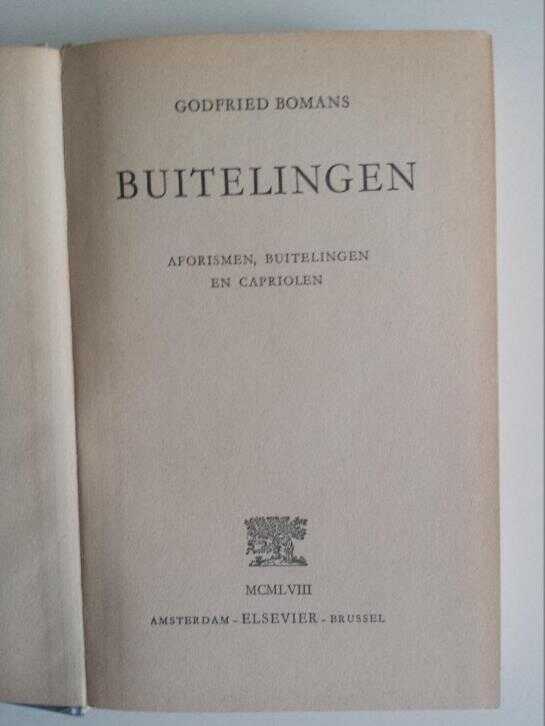 GODFRIED BOMANS
BUITELINGEN
AFORISMEN, BUITELINGEN
EN CAPRIOLEN
MCMLVIII
AMSTERDAM - ELSEVIER - BRUSSEL